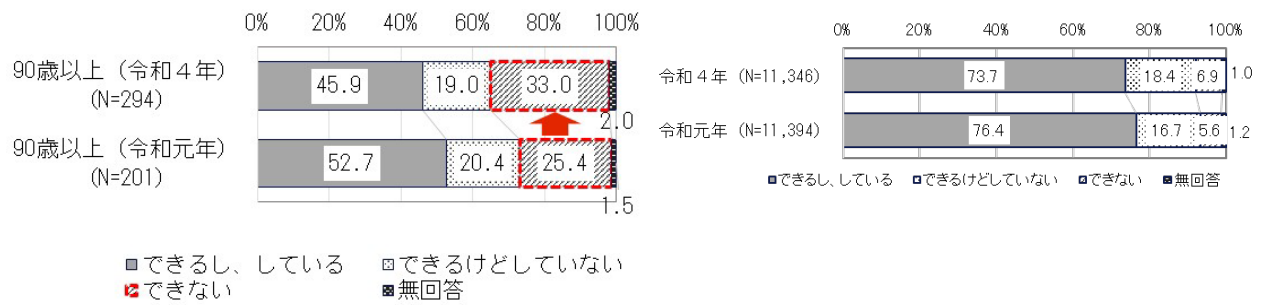 0% 20% 40% 60% 80% 100%
90歳以上（令和４年）
(N=294)
45.9 19.0 33.0
2.0
90歳以上（令和元年）
(N=201)
52.7 20.4 25.4
1.5
■できるし、している できるけどしていない
できない 無回答
0% 20% 40% 60% 80% 100%
令和４年 (N=11,346) 73.7 18.4 6.9 1.0
令和元年 (N=11,394) 76.4 16.7 5.6 1.2
■できるし、している できるけどしていない できない 無回答